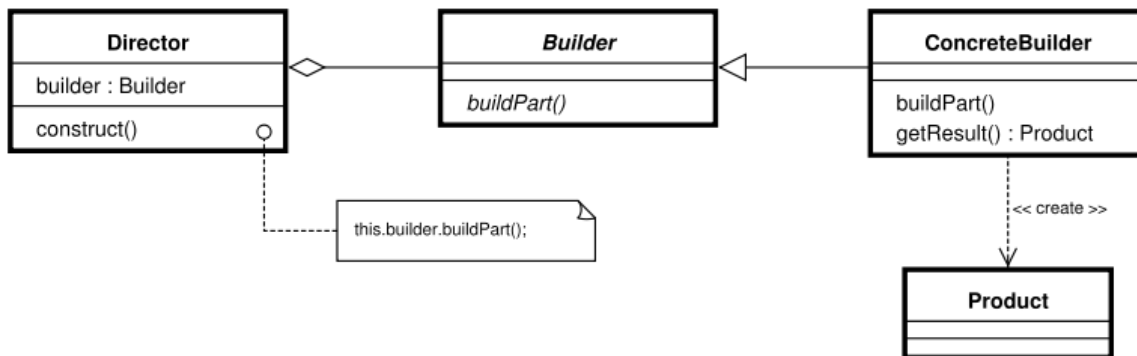 Director
builder : Builder
construct()
this.builder.buildPart();
Builder
buildPart()
ConcreteBuilder
buildPart()
getResult() : Product
<< create >>
Product